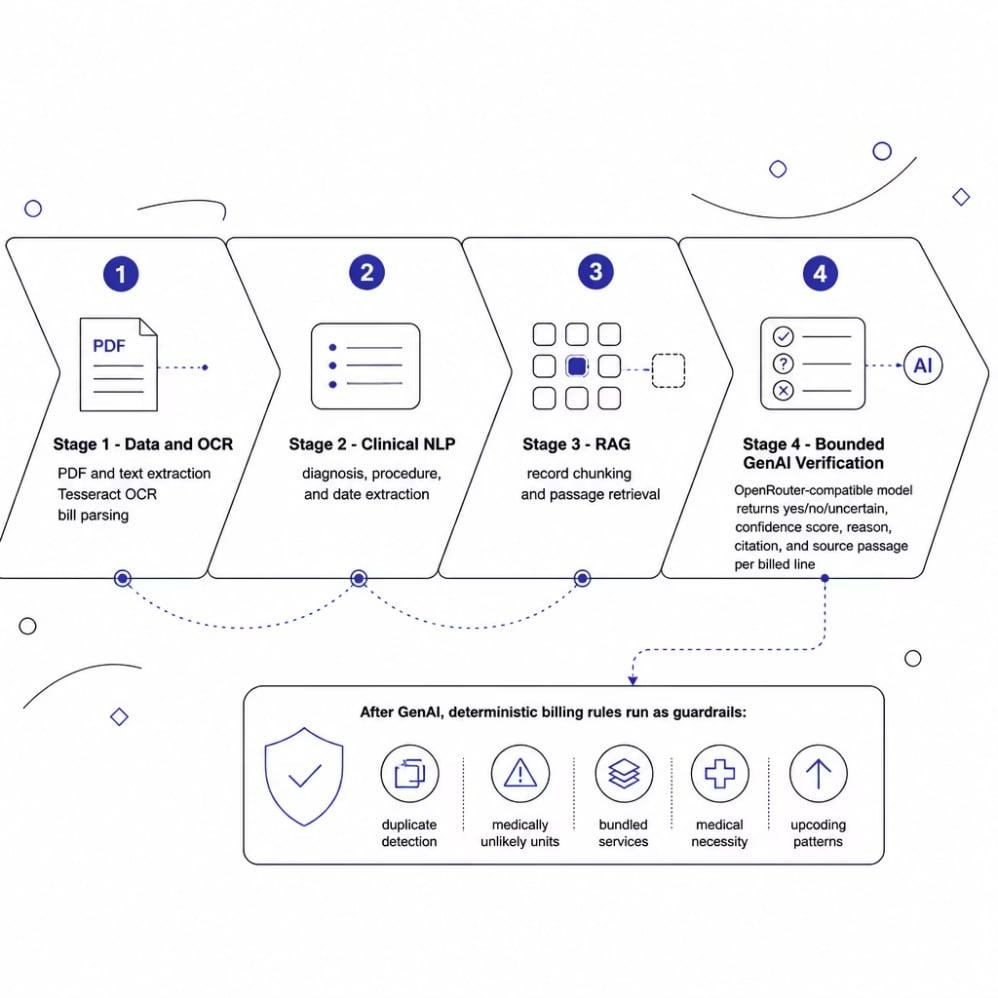 1
PDF
Stage 1 - Data and OCR
PDF and text extraction
Tesseract OCR
bill parsing
2
Stage 2 - Clinical NLP
diagnosis, procedure,
and date extraction
3
Stage 3 - RAG
record chunking
and passage retrieval
4
AI
Stage 4 - Bounded
GenAI Verification
OpenRouter-compatible model
returns yes/no/uncertain,
confidence score, reason,
citation, and source passage
per billed line
After GenAI, deterministic billing rules run as guardrails:
duplicate
detection
medically
unlikely units
bundled
services
medical
necessity
upcoding
patterns